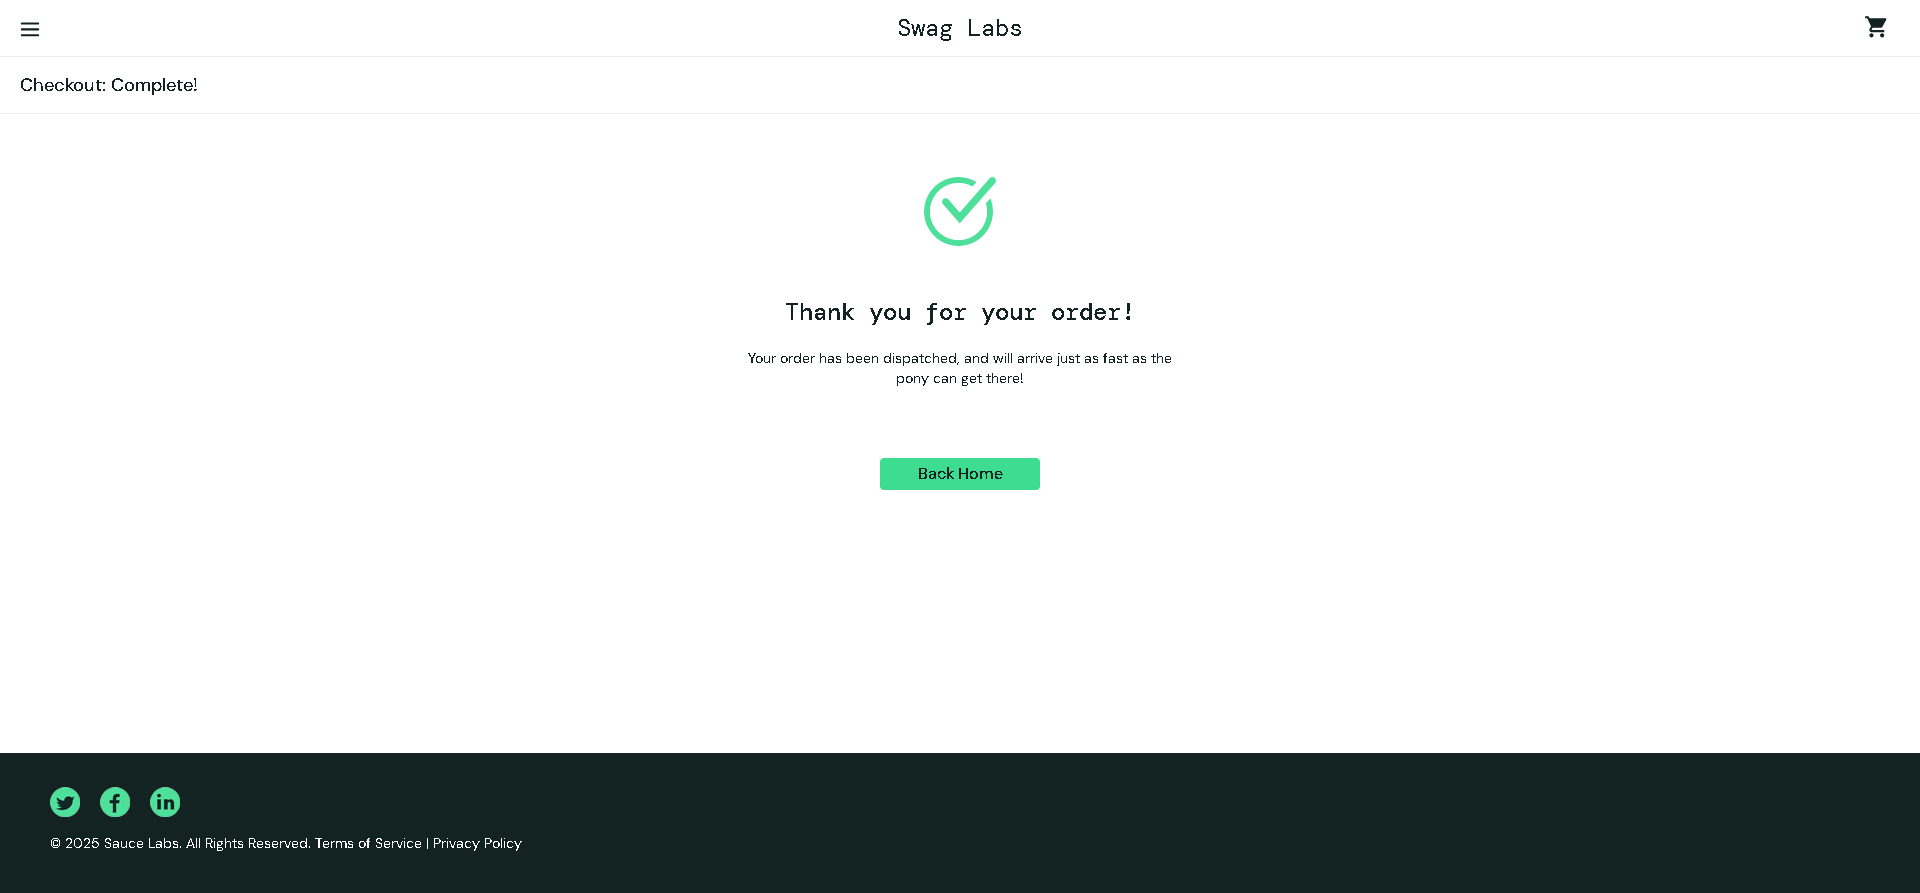 Swag Labs
Checkout: Complete!
Thank you for your order!
Your order has been dispatched, and will arrive just as fast as the
pony can get there!
Back Home
© 2025 Sauce Labs. All Rights Reserved. Terms of Service | Privacy Policy